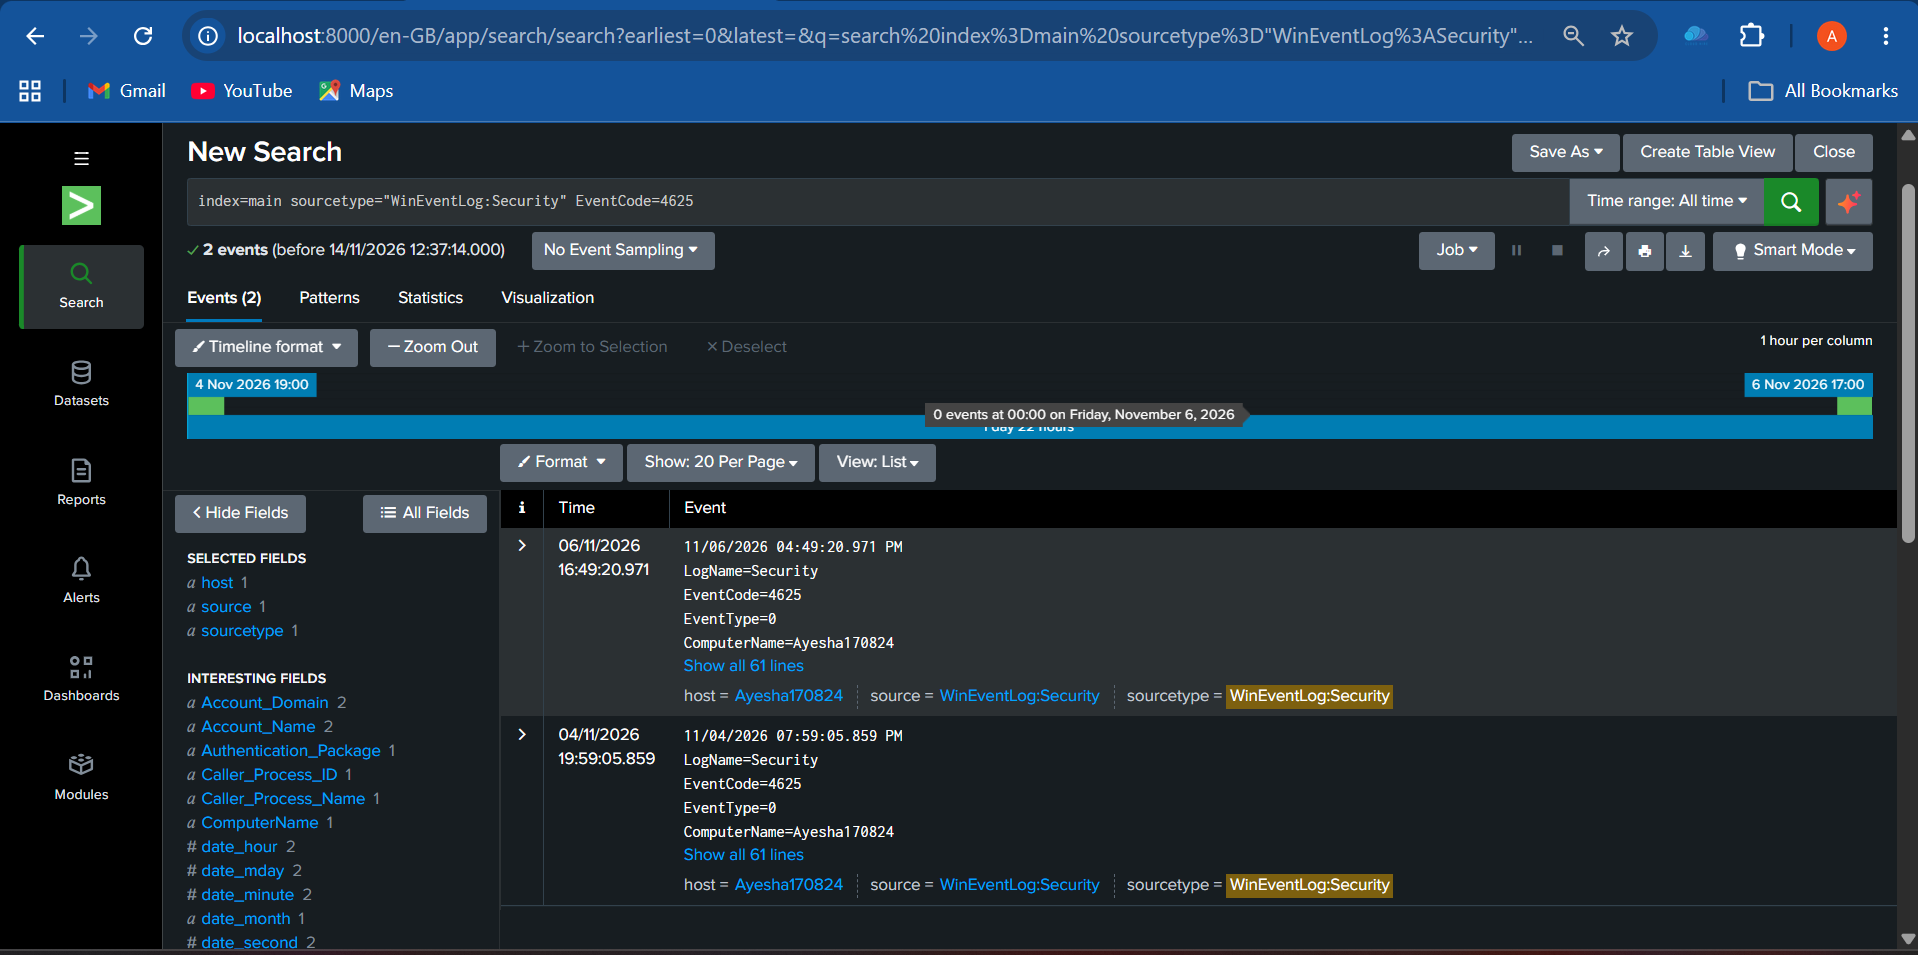 localhost:8000/en-GB/app/search/search?earliest=0&latest=&q=search%20index%3Dmain%20sourcetype%3D"WinEventLog%3ASecurity"...
A
Gmail
YouTube
Maps
All Bookmarks
New Search
Save As
Create Table View
Close
index=main sourcetype="WinEventLog:Security" EventCode=4625
Time range: All time
2 events (before 14/11/2026 12:37:14.000)
No Event Sampling
Job
Smart Mode
Search
Datasets
Reports
Alerts
Dashboards
Modules
Events (2)
Patterns
Statistics
Visualization
Timeline format
– Zoom Out
+ Zoom to Selection
× Deselect
1 hour per column
4 Nov 2026 19:00
6 Nov 2026 17:00
0 events at 00:00 on Friday, November 6, 2026
1 day 22 hours
Format
Show: 20 Per Page
View: List
< Hide Fields
All Fields
i
Time
Event
SELECTED FIELDS
a host 1
a source 1
a sourcetype 1
INTERESTING FIELDS
a Account_Domain 2
a Account_Name 2
a Authentication_Package 1
a Caller_Process_ID 1
a Caller_Process_Name 1
a ComputerName 1
# date_hour 2
# date_mday 2
# date_minute 2
a date_month 1
# date_second 2
06/11/2026
16:49:20.971
11/06/2026 04:49:20.971 PM
LogName=Security
EventCode=4625
EventType=0
ComputerName=Ayesha170824
Show all 61 lines
host = Ayesha170824 source = WinEventLog:Security sourcetype = WinEventLog:Security
04/11/2026
19:59:05.859
11/04/2026 07:59:05.859 PM
LogName=Security
EventCode=4625
EventType=0
ComputerName=Ayesha170824
Show all 61 lines
host = Ayesha170824 source = WinEventLog:Security sourcetype = WinEventLog:Security